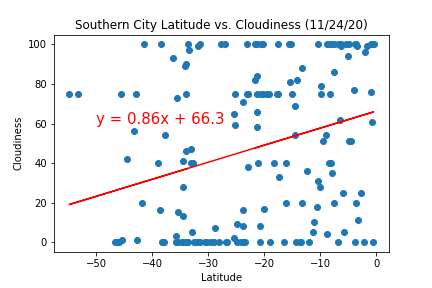 Southern City Latitude vs. Cloudiness (11/24/20)
100
80
60
40
20
0
Cloudiness
y = 0.86x + 66.3
−50 −40 −30 −20 −10 0
Latitude